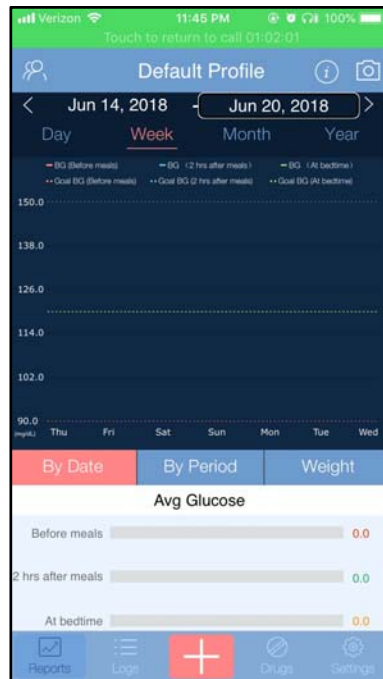 Verizon 11:45 PM 100%
Touch to return to call 01:02:01
Default Profile
Jun 14, 2018 - Jun 20, 2018
Day Week Month Year
BG (Before meals) BG (2 hrs after meals) BG (At bedtime)
Goal BG (Before meals) Goal BG (2 hrs after meals) Goal BG (At bedtime)
150.0
138.0
126.0
114.0
102.0
90.0
(mg/dL) Thu Fri Sat Sun Mon Tue Wed
By Date By Period Weight
Avg Glucose
Before meals 0.0
2 hrs after meals 0.0
At bedtime 0.0
Reports Logs Drugs Settings